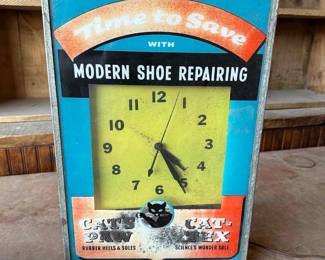 Time to Save
WITH
MODERN SHOE REPAIRING
12
1
2
3
4
5
6
7
8
9
10
11
CAT'S
PAW
RUBBER HEELS & SOLES
CAT-
TEX
SCIENCE'S WONDER SOLE